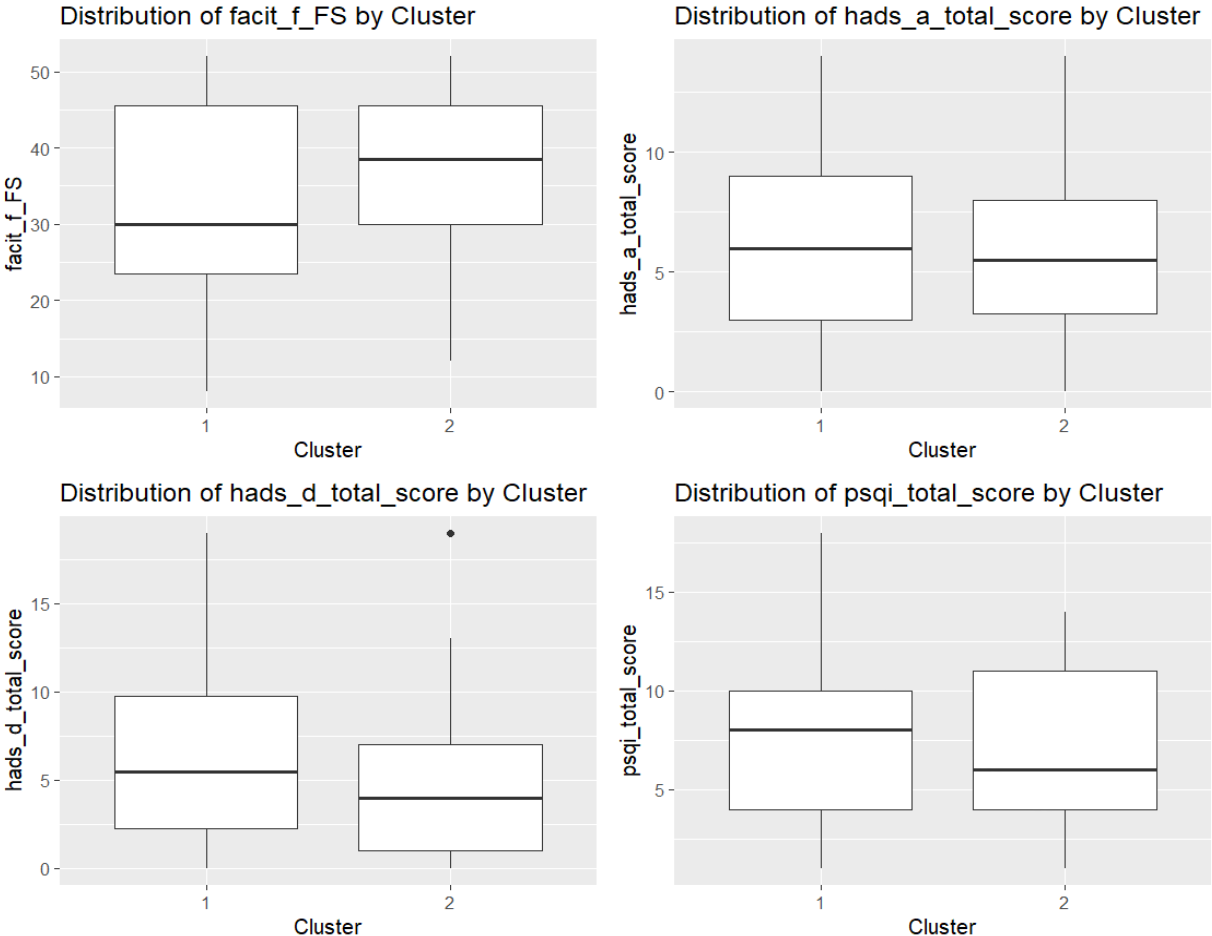 Distribution of facit_f_FS by Cluster
facit_f_FS
50
40
30
20
10
1 2
Cluster
Distribution of hads_a_total_score by Cluster
hads_a_total_score
10
5
0
1 2
Cluster
Distribution of hads_d_total_score by Cluster
hads_d_total_score
15
10
5
0
1 2
Cluster
Distribution of psqi_total_score by Cluster
psqi_total_score
15
10
5
1 2
Cluster